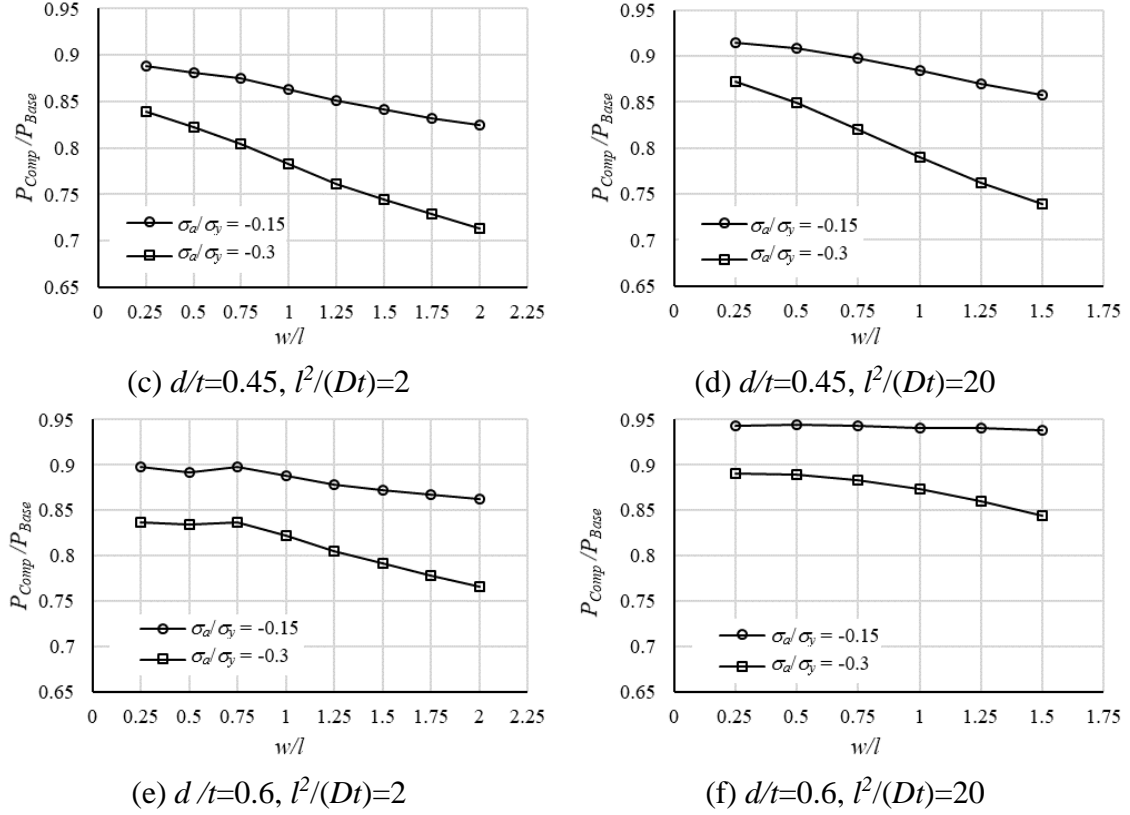 0.95
0.9
0.85
0.8
0.75
0.7
0.65
P_Comp/P_Base
σ_a/σ_y = -0.15
σ_a/σ_y = -0.3
0 0.25 0.5 0.75 1 1.25 1.5 1.75 2 2.25
w/l
(c) d/t=0.45, l²/(Dt)=2
0.95
0.9
0.85
0.8
0.75
0.7
0.65
P_Comp/P_Base
σ_a/σ_y = -0.15
σ_a/σ_y = -0.3
0 0.25 0.5 0.75 1 1.25 1.5 1.75
w/l
(d) d/t=0.45, l²/(Dt)=20
0.95
0.9
0.85
0.8
0.75
0.7
0.65
P_Comp/P_Base
σ_a/σ_y = -0.15
σ_a/σ_y = -0.3
0 0.25 0.5 0.75 1 1.25 1.5 1.75 2 2.25
w/l
(e) d /t=0.6, l²/(Dt)=2
0.95
0.9
0.85
0.8
0.75
0.7
0.65
P_Comp/P_Base
σ_a/σ_y = -0.15
σ_a/σ_y = -0.3
0 0.25 0.5 0.75 1 1.25 1.5 1.75
w/l
(f) d/t=0.6, l²/(Dt)=20